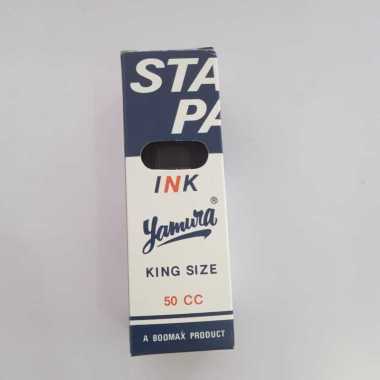 STA
PA
INK
Yamura®
KING SIZE
50 CC
A BOOMAX PRODUCT